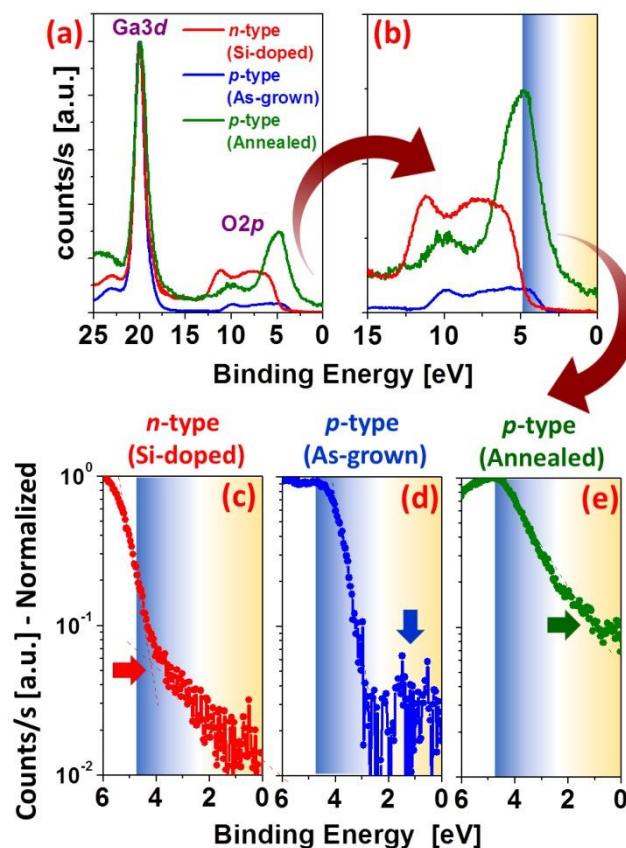 (a)
Ga3d
n-type
(Si-doped)
p-type
(As-grown)
p-type
(Annealed)
O2p
counts/s [a.u.]
25 20 15 10 5 0
(b)
15 10 5 0
Binding Energy [eV]
n-type
(Si-doped)
p-type
(As-grown)
p-type
(Annealed)
(c)
(d)
(e)
Counts/s [a.u.] - Normalized
10^0
10^-1
10^-2
6 4 2 0
6 4 2 0
6 4 2 0
Binding Energy [eV]